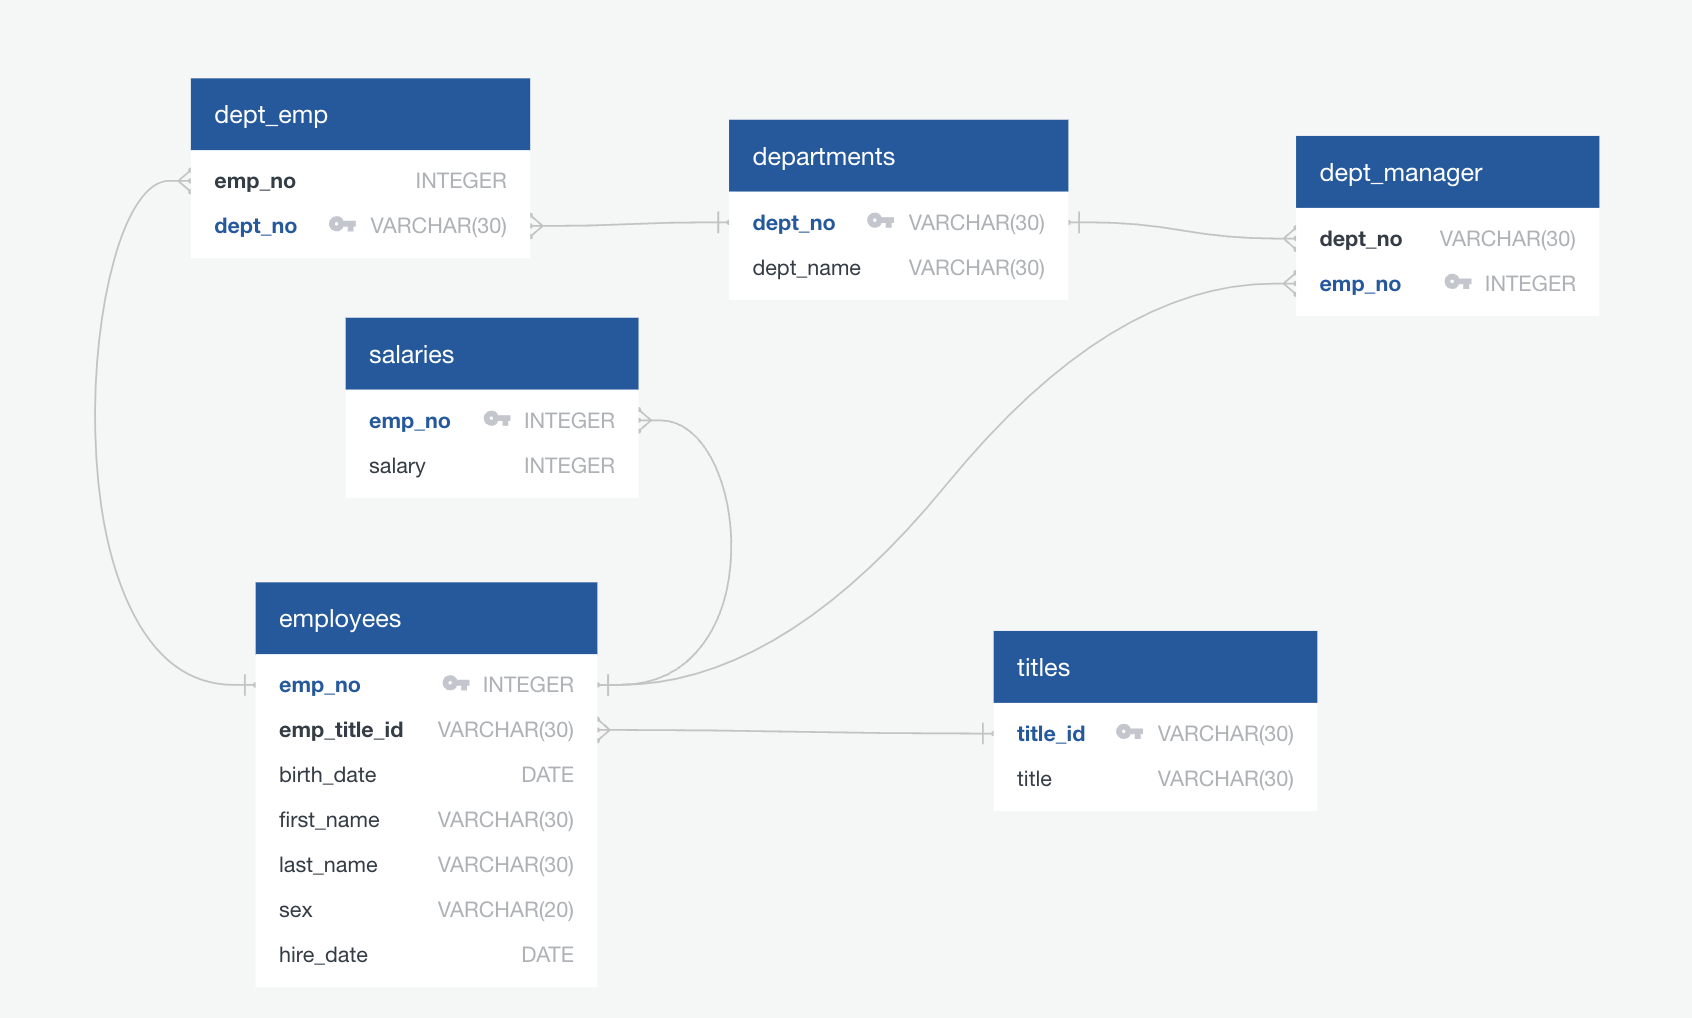 dept_emp
emp_no INTEGER
dept_no VARCHAR(30)
departments
dept_no VARCHAR(30)
dept_name VARCHAR(30)
dept_manager
dept_no VARCHAR(30)
emp_no INTEGER
salaries
emp_no INTEGER
salary INTEGER
employees
emp_no INTEGER
emp_title_id VARCHAR(30)
birth_date DATE
first_name VARCHAR(30)
last_name VARCHAR(30)
sex VARCHAR(20)
hire_date DATE
titles
title_id VARCHAR(30)
title VARCHAR(30)